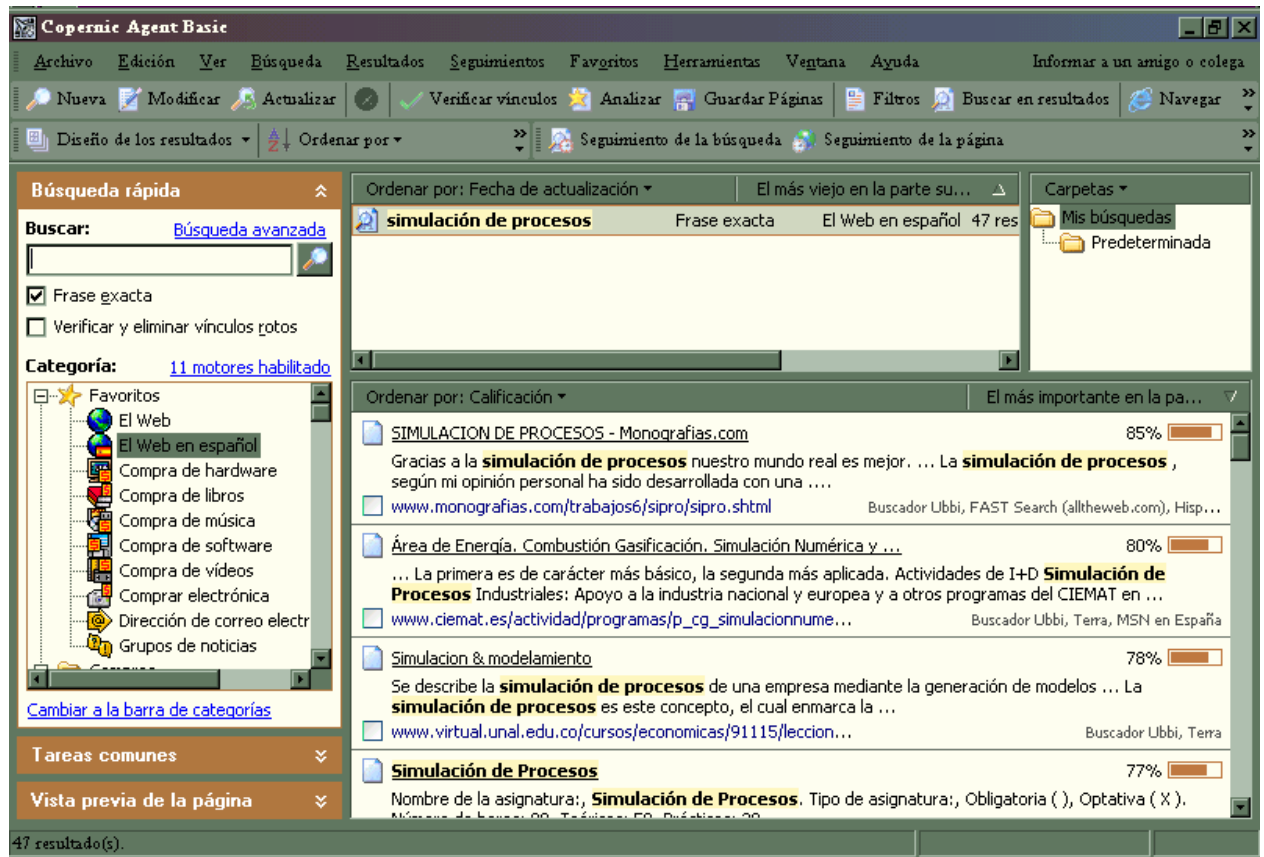 Copernic Agent Basic
Archivo Edición Ver Búsqueda Resultados Seguimientos Favoritos Herramientas Ventana Ayuda Informar a un amigo o colega
Nueva Modificar Actualizar Verificar vínculos Analizar Guardar Páginas Filtros Buscar en resultados Navegar
Diseño de los resultados Ordenar por Seguimiento de la búsqueda Seguimiento de la página
Búsqueda rápida
Buscar: Búsqueda avanzada
Frase exacta
Verificar y eliminar vínculos rotos
Categoría: 11 motores habilitado
Favoritos
El Web
El Web en español
Compra de hardware
Compra de libros
Compra de música
Compra de software
Compra de vídeos
Comprar electrónica
Dirección de correo electr
Grupos de noticias
Cambiar a la barra de categorías
Tareas comunes
Vista previa de la página
Ordenar por: Fecha de actualización El más viejo en la parte su...
simulación de procesos Frase exacta El Web en español 47 res
Carpetas
Mis búsquedas
Predeterminada
Ordenar por: Calificación El más importante en la pa...
SIMULACION DE PROCESOS - Monografias.com 85%
Gracias a la simulación de procesos nuestro mundo real es mejor. ... La simulación de procesos ,
según mi opinión personal ha sido desarrollada con una ....
www.monografias.com/trabajos6/sipro/sipro.shtml Buscador Ubbi, FAST Search (alltheweb.com), Hisp...
Área de Energía. Combustión Gasificación. Simulación Numérica y ... 80%
... La primera es de carácter más básico, la segunda más aplicada. Actividades de I+D Simulación de
Procesos Industriales: Apoyo a la industria nacional y europea y a otros programas del CIEMAT en ...
www.ciemat.es/actividad/programas/p_cg_simulacionnume... Buscador Ubbi, Terra, MSN en España
Simulacion & modelamiento 78%
Se describe la simulación de procesos de una empresa mediante la generación de modelos ... La
simulación de procesos es este concepto, el cual enmarca la ...
www.virtual.unal.edu.co/cursos/economicas/91115/leccion... Buscador Ubbi, Terra
Simulación de Procesos 77%
Nombre de la asignatura:, Simulación de Procesos. Tipo de asignatura:, Obligatoria ( ), Optativa ( X ).
47 resultado(s).